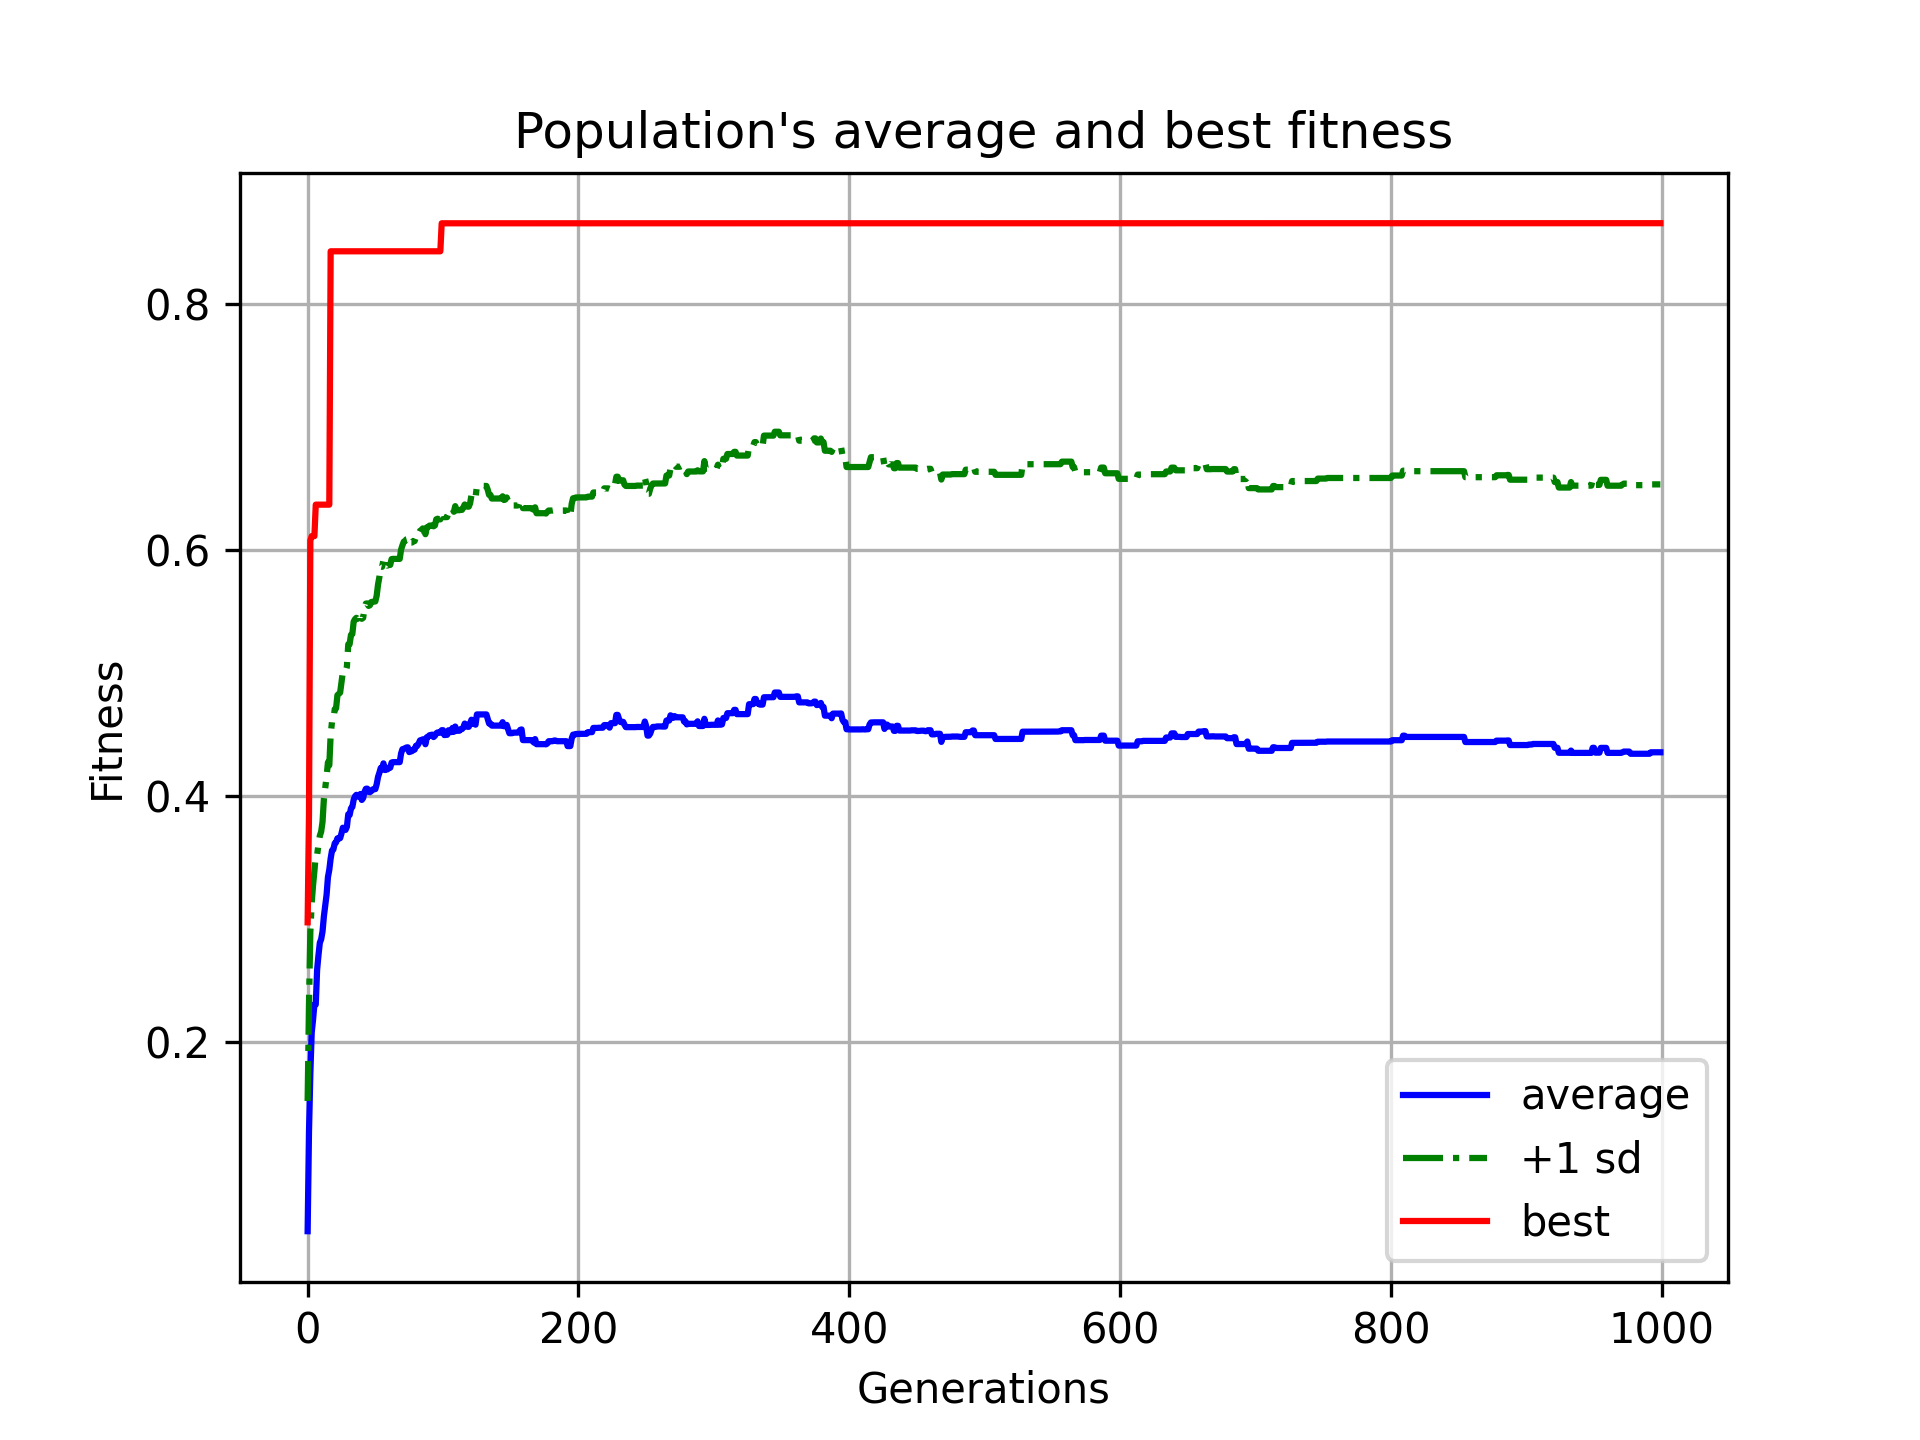 Population's average and best fitness
Fitness
0.8
0.6
0.4
0.2
average
+1 sd
best
0 200 400 600 800 1000
Generations